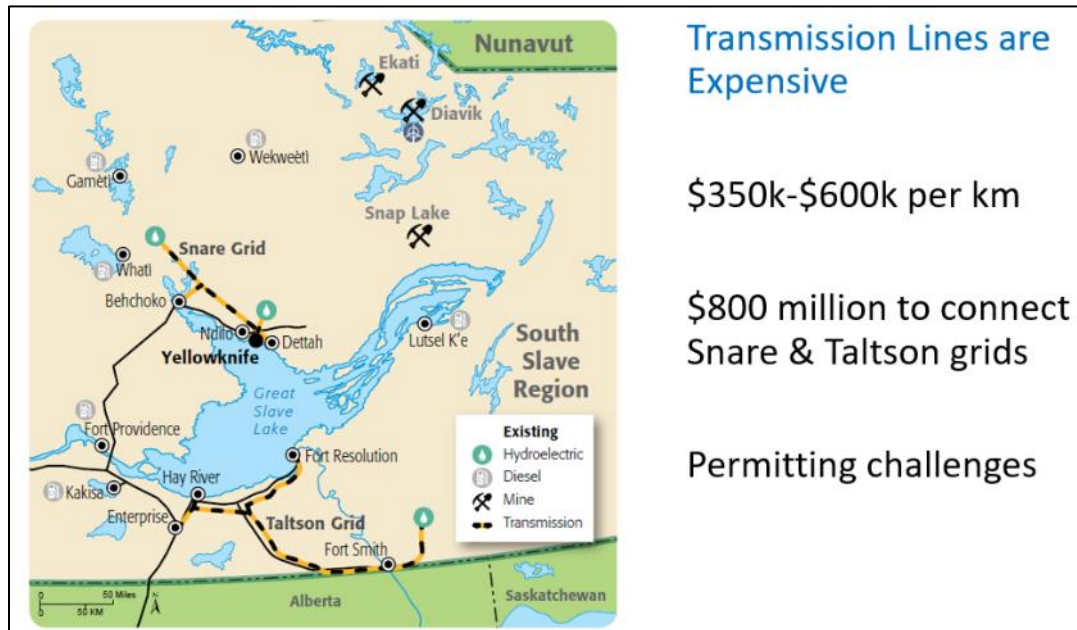 Nunavut
Ekati
Diavik
Wekweètì
Gamètì
Snap Lake
Snare Grid
Whatì
Behchoko
Ndilo
Dettah
Yellowknife
Lutsel K'e
South
Slave
Region
Great
Slave
Lake
Fort Providence
Hay River
Fort Resolution
Kakisa
Enterprise
Taltson Grid
Fort Smith
Existing
Hydroelectric
Diesel
Mine
Transmission
0 50 Miles
0 50 KM
N
Alberta
Saskatchewan
Transmission Lines are
Expensive
$350k-$600k per km
$800 million to connect
Snare & Taltson grids
Permitting challenges